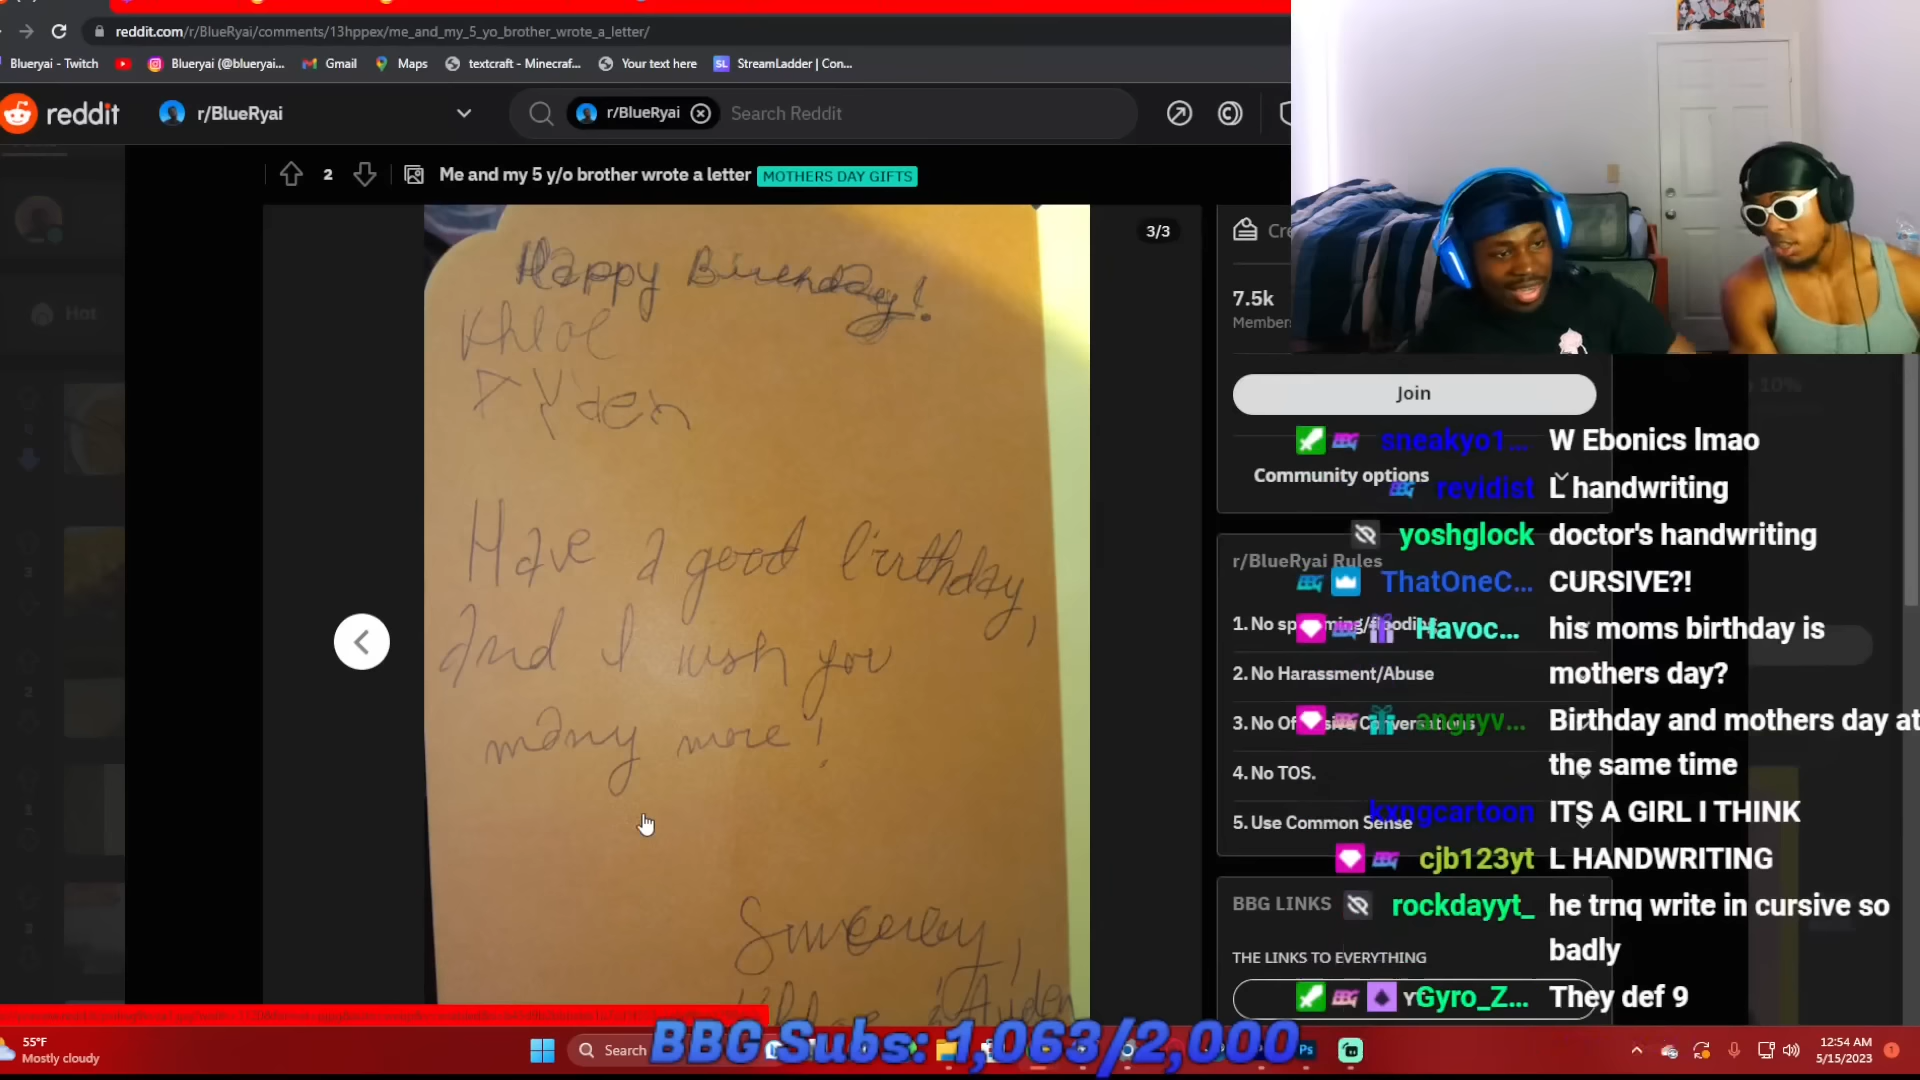 reddit.com/r/BlueRyai/comments/13hppex/me_and_my_5_yo_brother_wrote_a_letter/
Blueryai - Twitch
Blueryai (@blueryai...
Gmail
Maps
textcraft - Minecraf...
Your text here
SL
StreamLadder | Con...
reddit
r/BlueRyai
r/BlueRyai
Search Reddit
2
Me and my 5 y/o brother wrote a letter
MOTHERS DAY GIFTS
3/3
Happy Birthday!
Khloe
Ayden
Have a good birthday,
and I wish you
many more!
Sincerely,
Hot
7.5k
Members
Join
Community options
r/BlueRyai Rules
2. No Harassment/Abuse
4. No TOS.
5. Use Common Sense
BBG LINKS
THE LINKS TO EVERYTHING
sneakyo1... W Ebonics lmao
revidist L handwriting
yoshglock doctor's handwriting
ThatOneC... CURSIVE?!
Havoc... his moms birthday is
mothers day?
angryv... Birthday and mothers day at
the same time
kxngcartoon ITS A GIRL I THINK
cjb123yt L HANDWRITING
rockdayyt_ he trnq write in cursive so
badly
Gyro_Z... They def 9
55°F
Mostly cloudy
Search
BBG Subs: 1,063/2,000
Ps
12:54 AM
5/15/2023
1